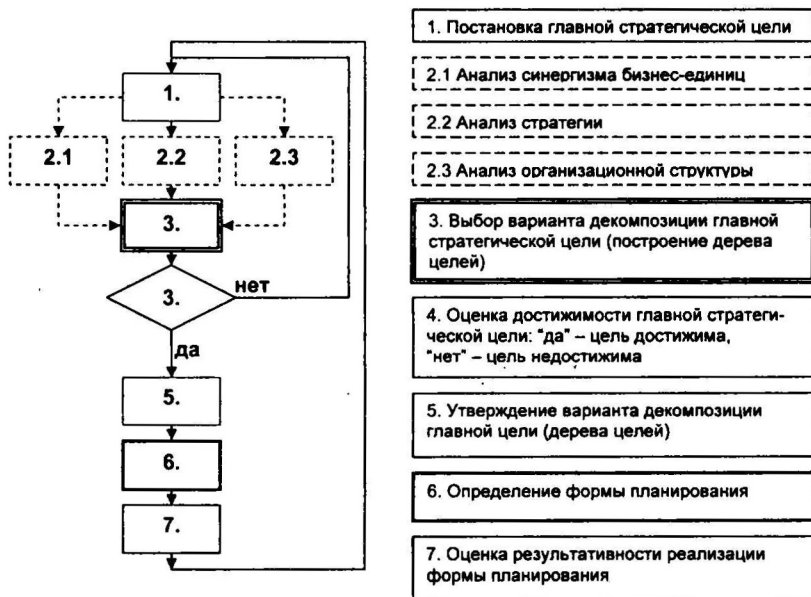 1.
2.1
2.2
2.3
3.
3.
нет
да
5.
6.
7.
1. Постановка главной стратегической цели
2.1 Анализ синергизма бизнес-единиц
2.2 Анализ стратегии
2.3 Анализ организационной структуры
3. Выбор варианта декомпозиции главной
стратегической цели (построение дерева
целей)
4. Оценка достижимости главной стратеги-
ческой цели: "да" – цель достижима,
"нет" – цель недостижима
5. Утверждение варианта декомпозиции
главной цели (дерева целей)
6. Определение формы планирования
7. Оценка результативности реализации
формы планирования